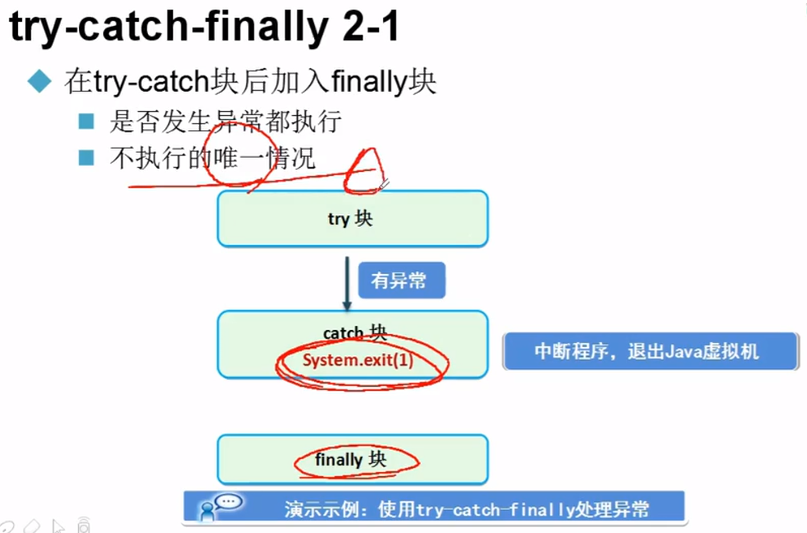 try-catch-finally 2-1
在try-catch块后加入finally块
是否发生异常都执行
不执行的唯一情况
try 块
有异常
catch 块
System.exit(1)
中断程序，退出Java虚拟机
finally 块
演示示例：使用try-catch-finally处理异常